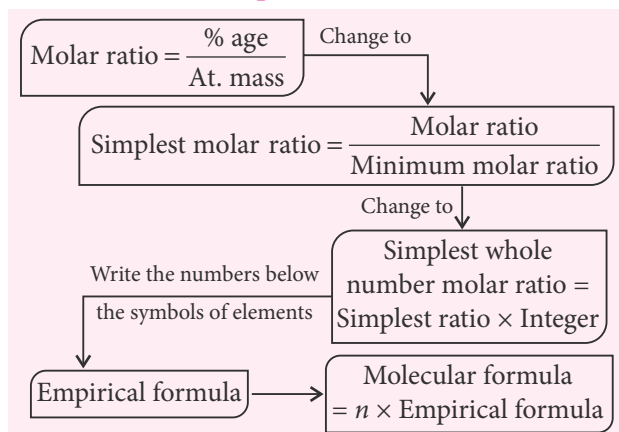 Molar ratio = % age / At. mass
Change to
Simplest molar ratio = Molar ratio / Minimum molar ratio
Change to
Simplest whole
number molar ratio =
Simplest ratio × Integer
Write the numbers below
the symbols of elements
Empirical formula
Molecular formula
= n × Empirical formula